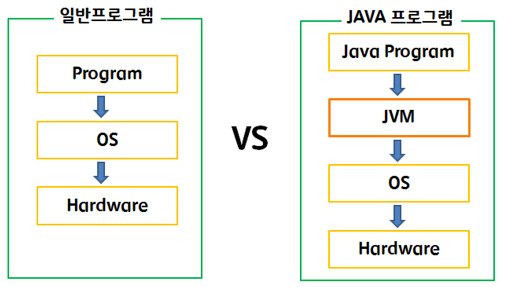 일반프로그램
Program
OS
Hardware
VS
JAVA 프로그램
Java Program
JVM
OS
Hardware